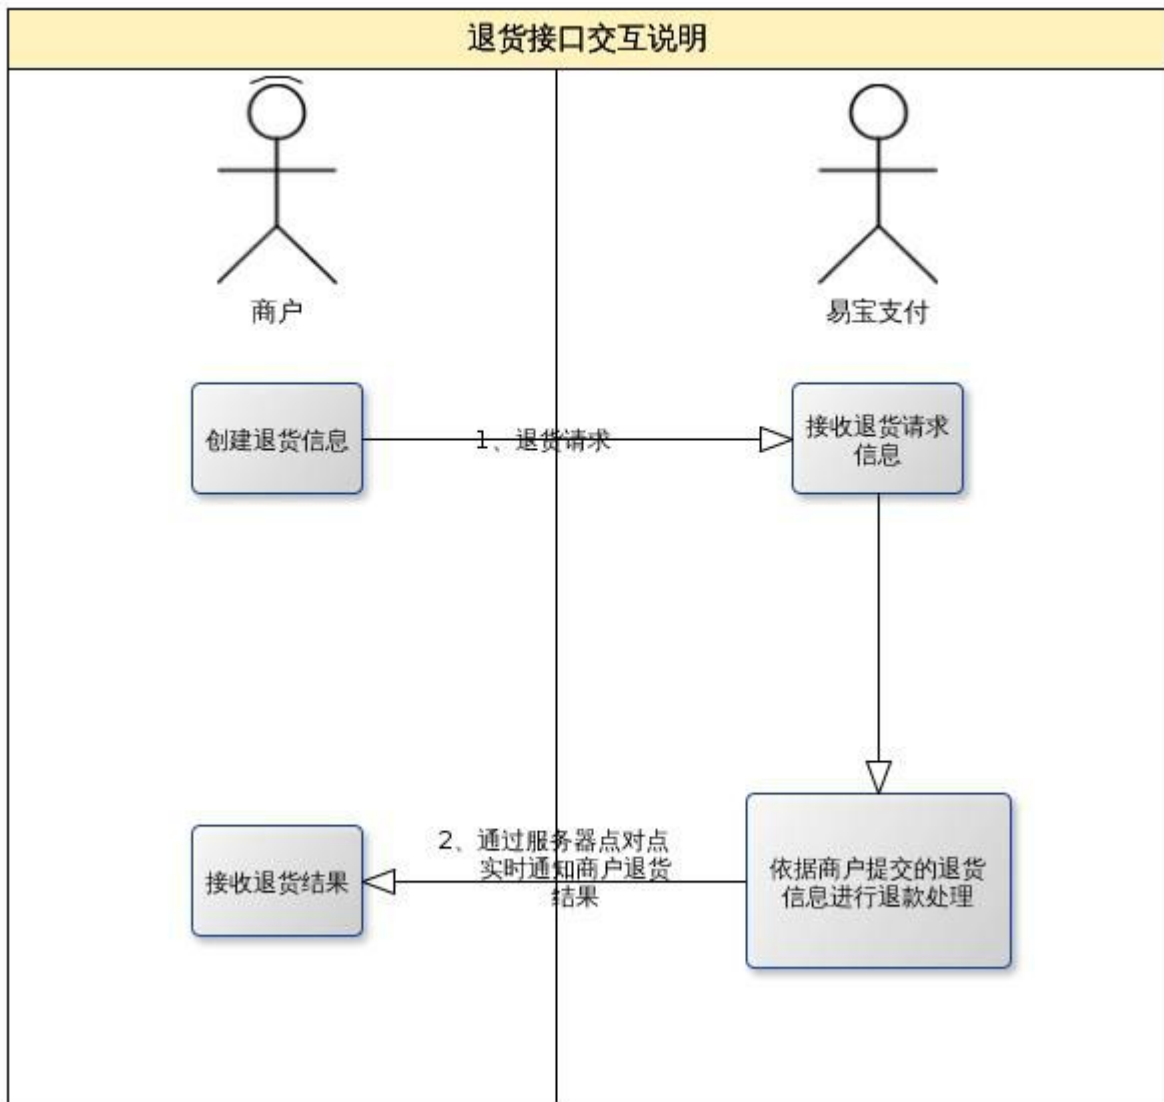 退货接口交互说明
商户
易宝支付
创建退货信息
1、退货请求
接收退货请求
信息
接收退货结果
2、通过服务器点对点
实时通知商户退货
结果
依据商户提交的退货
信息进行退款处理